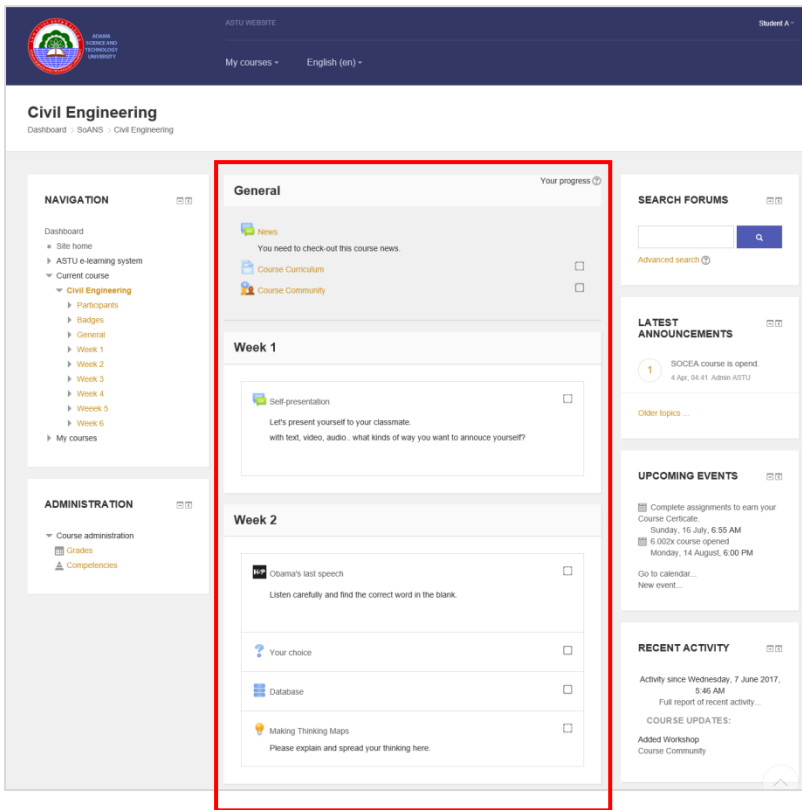 ADAMA
SCIENCE AND
TECHNOLOGY
UNIVERSITY
ASTU WEBSITE
Student A
My courses
English (en)
Civil Engineering
Dashboard > SoANS > Civil Engineering
NAVIGATION
Dashboard
Site home
ASTU e-learning system
Current course
Civil Engineering
Participants
Badges
General
Week 1
Week 2
Week 3
Week 4
Weeek 5
Week 6
My courses
ADMINISTRATION
Course administration
Grades
Competencies
Your progress
General
News
You need to check-out this course news.
Course Curriculum
Course Community
Week 1
Self-presentation
Let's present yourself to your classmate.
with text, video, audio.. what kinds of way you want to annouce yourself?
Week 2
H-P
Obama's last speech
Listen carefully and find the correct word in the blank.
Your choice
Database
Making Thinking Maps
Please explain and spread your thinking here.
SEARCH FORUMS
Advanced search
LATEST
ANNOUNCEMENTS
1
SOCEA course is opend.
4 Apr, 04:41 Admin ASTU
Older topics ...
UPCOMING EVENTS
Complete assignments to earn your
Course Certicate.
Sunday, 16 July, 6:55 AM
6.002x course opened
Monday, 14 August, 6:00 PM
Go to calendar...
New event...
RECENT ACTIVITY
Activity since Wednesday, 7 June 2017,
5:46 AM
Full report of recent activity...
COURSE UPDATES:
Added Workshop
Course Community